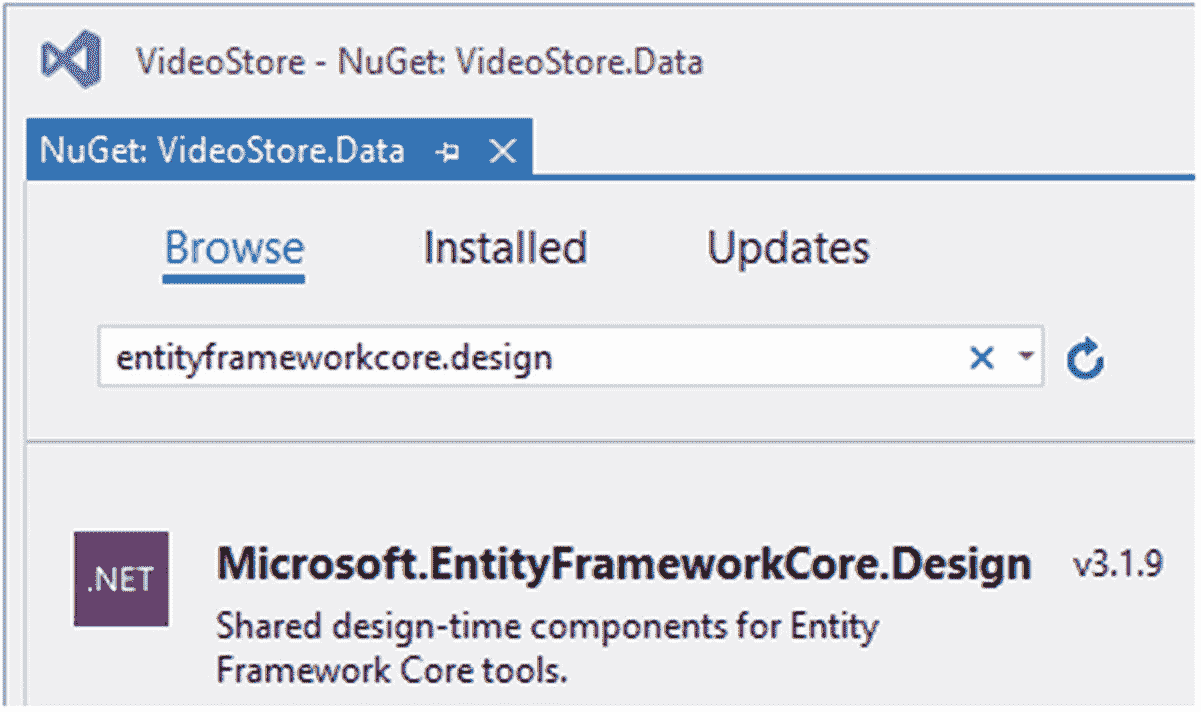 VideoStore - NuGet: VideoStore.Data
NuGet: VideoStore.Data
Browse Installed Updates
entityframeworkcore.design
.NET Microsoft.EntityFrameworkCore.Design v3.1.9
Shared design-time components for Entity
Framework Core tools.